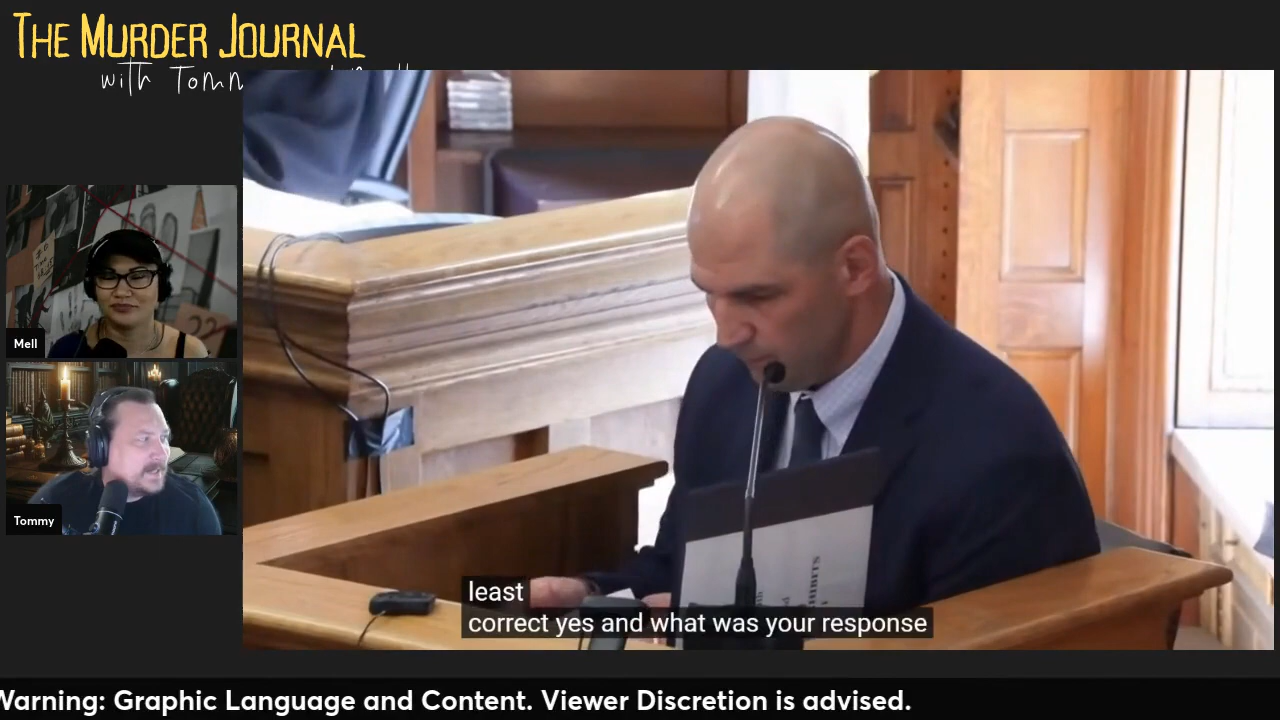 THE MURDER JOURNAL
with
Mell
Tommy
least
correct yes and what was your response
Warning: Graphic Language and Content. Viewer Discretion is advised.